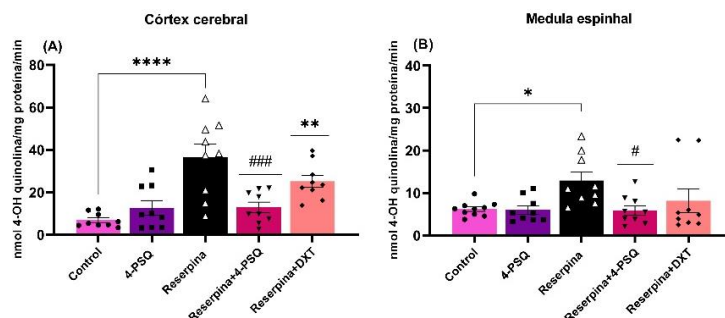 Córtex cerebral
(A)
nmol 4-OH quinolina/mg proteína/min
80
60
40
20
0
****
###
**
Control
4-PSQ
Reserpina
Reserpina+4-PSQ
Reserpina+DXT
Medula espinhal
(B)
nmol 4-OH quinolina/mg proteína/min
40
30
20
10
0
*
#
Control
4-PSQ
Reserpina
Reserpina+4-PSQ
Reserpina+DXT